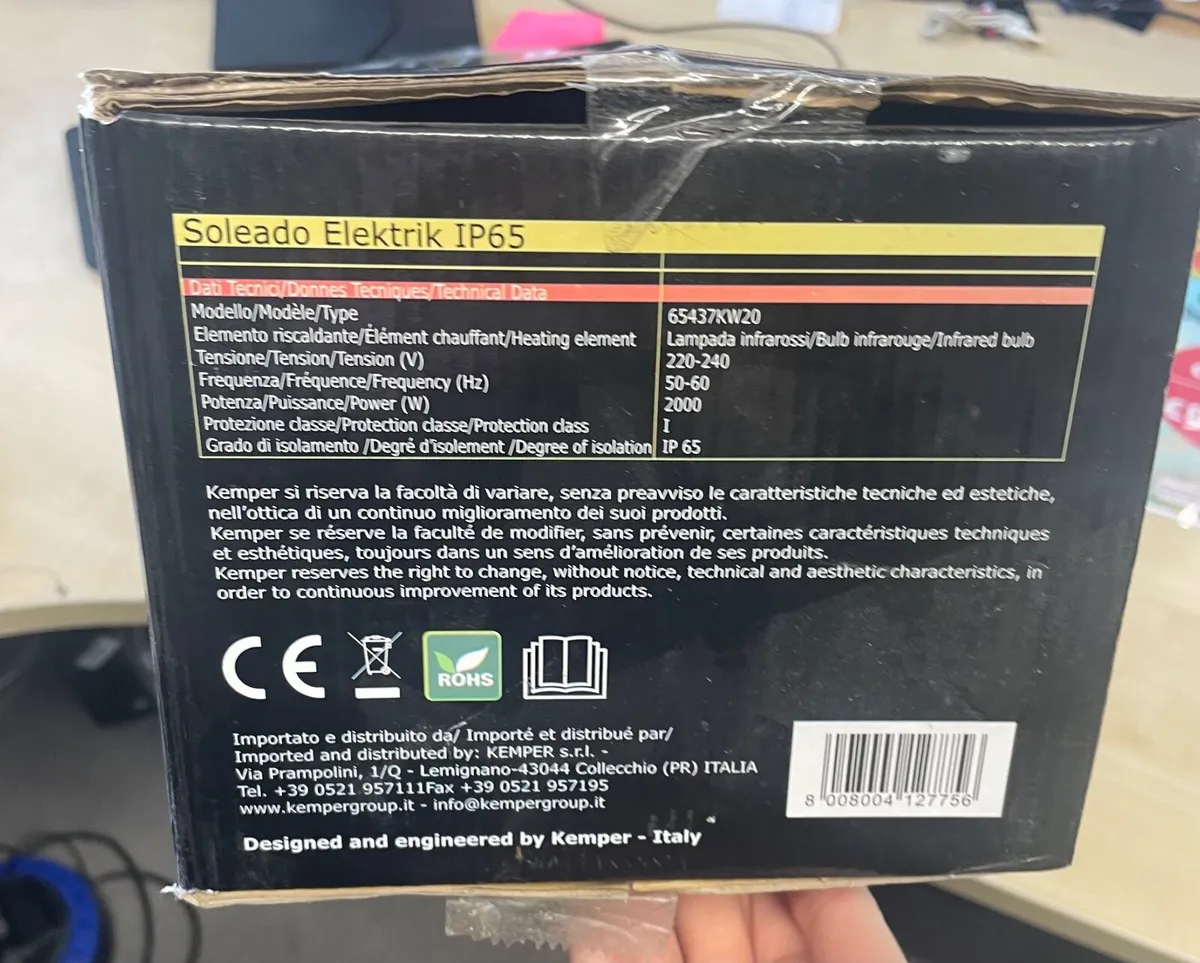 Soleado Elektrik IP65
Dati Tecnici/Donnes Tecniques/Technical Data
Modello/Modèle/Type 65437KW20
Elemento riscaldante/Élément chauffant/Heating element Lampada infrarossi/Bulb infrarouge/Infrared bulb
Tensione/Tension/Tension (V) 220-240
Frequenza/Fréquence/Frequency (Hz) 50-60
Potenza/Puissance/Power (W) 2000
Protezione classe/Protection classe/Protection class I
Grado di isolamento /Degré d'isolement /Degree of isolation IP 65
Kemper si riserva la facoltà di variare, senza preavviso le caratteristiche tecniche ed estetiche,
nell'ottica di un continuo miglioramento dei suoi prodotti.
Kemper se réserve la faculté de modifier, sans prévenir, certaines caractéristiques techniques
et esthétiques, toujours dans un sens d'amélioration de ses produits.
Kemper reserves the right to change, without notice, technical and aesthetic characteristics, in
order to continuous improvement of its products.
CE
ROHS
Importato e distribuito da/ Importé et distribué par/
Imported and distributed by: KEMPER s.r.l. -
Via Prampolini, 1/Q - Lemignano-43044 Collecchio (PR) ITALIA
Tel. +39 0521 957111Fax +39 0521 957195
www.kempergroup.it - info@kempergroup.it
Designed and engineered by Kemper - Italy
8 008004 127756